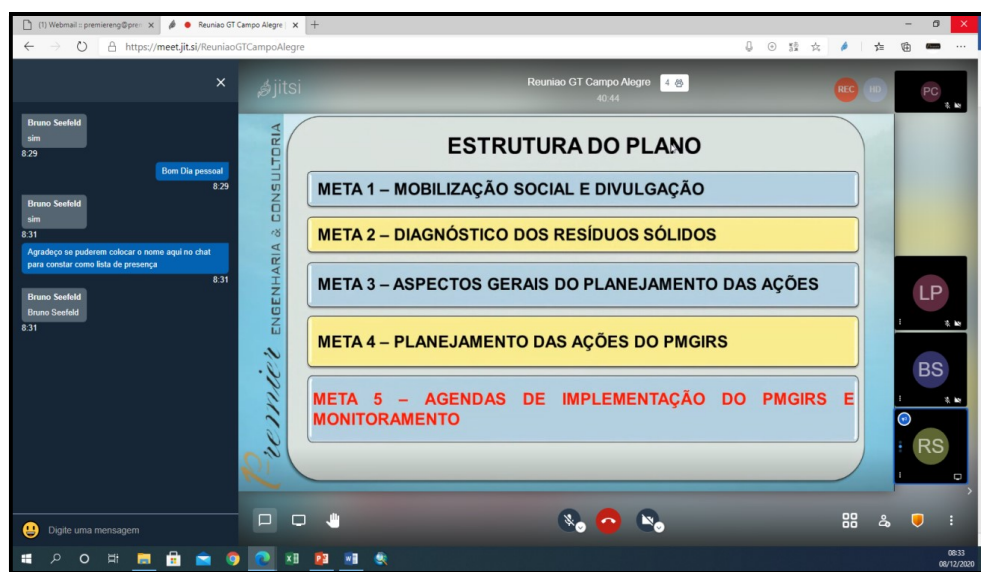 (1) Webmail :: premiereng@pre
Reuniao GT Campo Alegre
https://meet.jit.si/ReuniaoGTCampoAlegre
Bruno Seefeld
sim
8:29
Bom Dia pessoal
8:29
Bruno Seefeld
sim
8:31
Agradeço se puderem colocar o nome aqui no chat
para constar como lista de presença
8:31
Bruno Seefeld
Bruno Seefeld
8:31
Digite uma mensagem
jitsi
Reuniao GT Campo Alegre 4
40:44
REC HD
Premier ENGENHARIA & CONSULTORIA
ESTRUTURA DO PLANO
META 1 – MOBILIZAÇÃO SOCIAL E DIVULGAÇÃO
META 2 – DIAGNÓSTICO DOS RESÍDUOS SÓLIDOS
META 3 – ASPECTOS GERAIS DO PLANEJAMENTO DAS AÇÕES
META 4 – PLANEJAMENTO DAS AÇÕES DO PMGIRS
META 5 – AGENDAS DE IMPLEMENTAÇÃO DO PMGIRS E
MONITORAMENTO
PC
LP
BS
RS
08:33
08/12/2020